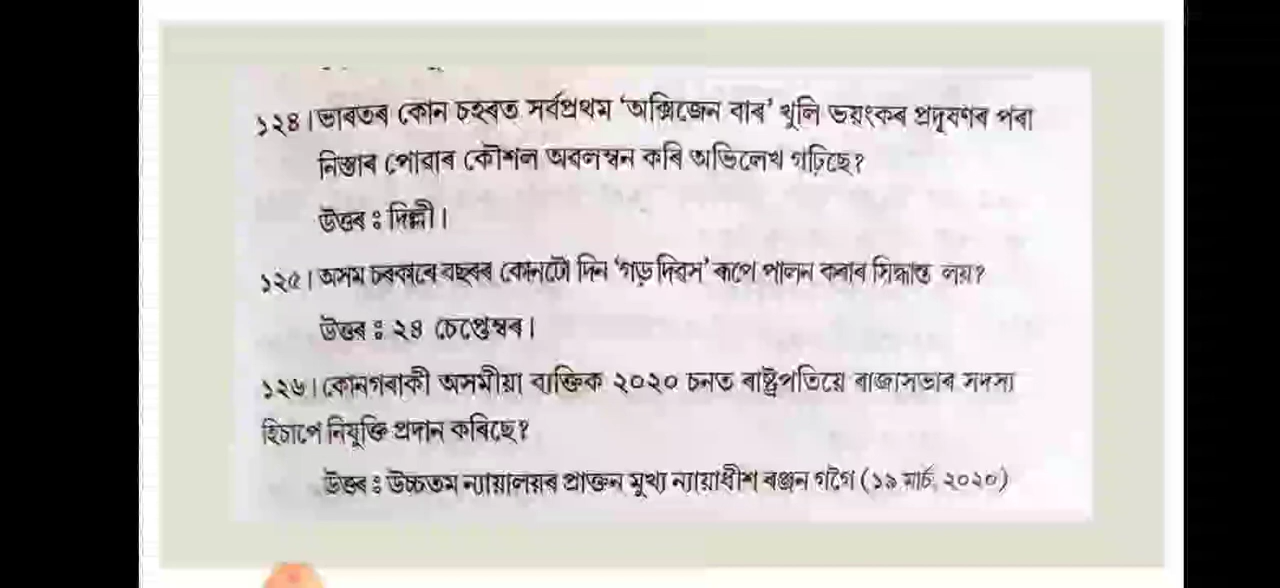 ১২৪। ভাৰতৰ কোন চহৰত সৰ্বপ্ৰথম ‘অক্সিজেন বাৰ’ খুলি ভয়ংকৰ প্ৰদূষণৰ পৰা
নিস্তাৰ পোৱাৰ কৌশল অৱলম্বন কৰি অভিলেখ গঢ়িছে?
উত্তৰ ঃ দিল্লী।
১২৫। অসম চৰকাৰে বছৰৰ কোনটো দিন ‘গড় দিৱস’ ৰূপে পালন কৰাৰ সিদ্ধান্ত লয়?
উত্তৰ ঃ ২৪ চেপ্তেম্বৰ।
১২৬। কোনগৰাকী অসমীয়া ব্যক্তিক ২০২০ চনত ৰাষ্ট্ৰপতিয়ে ৰাজ্যসভাৰ সদস্য
হিচাপে নিযুক্তি প্ৰদান কৰিছে?
উত্তৰ ঃ উচ্চতম ন্যায়ালয়ৰ প্ৰাক্তন মুখ্য ন্যায়াধীশ ৰঞ্জন গগৈ (১৯ মাৰ্চ, ২০২০)